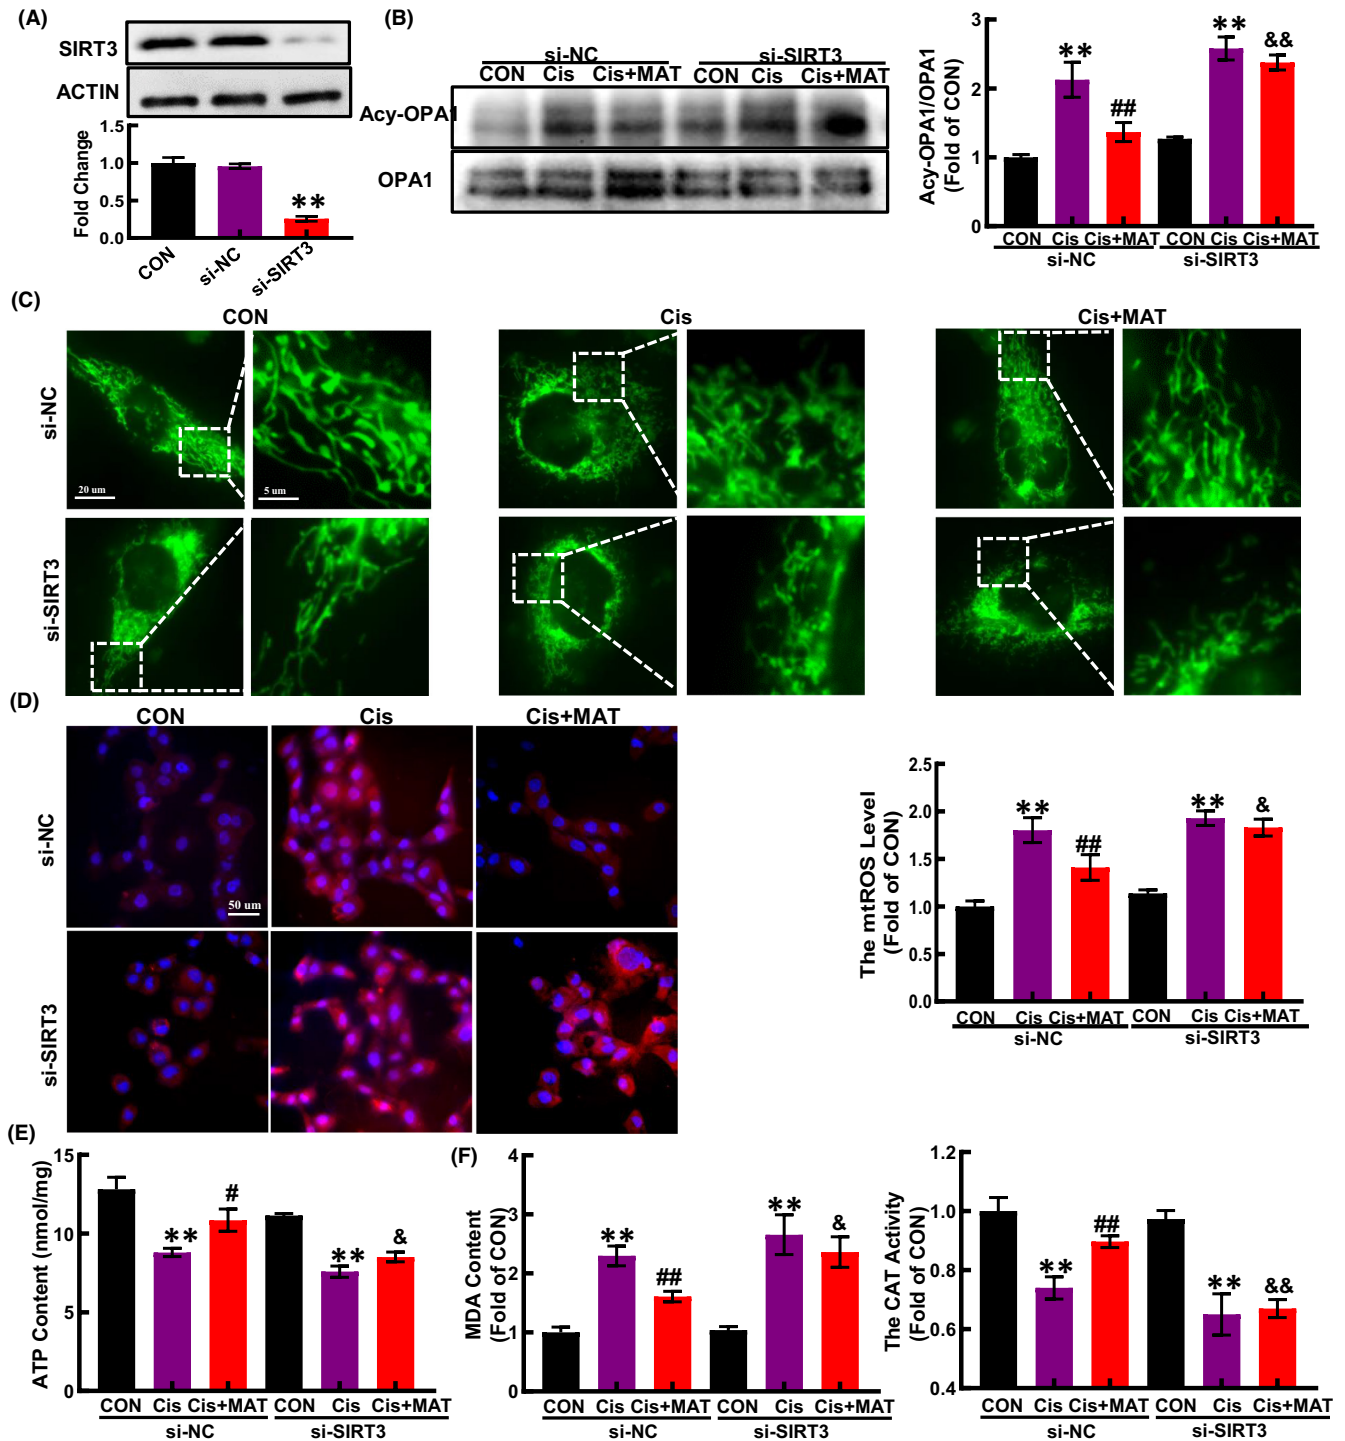 (A)
SIRT3
ACTIN
Fold Change
1.5
1.0
0.5
0.0
**
CON
si-NC
si-SIRT3
(B)
si-NC
si-SIRT3
CON Cis Cis+MAT CON Cis Cis+MAT
Acy-OPA1
OPA1
Acy-OPA1/OPA1
(Fold of CON)
3
2
1
0
**
##
**
&&
CON Cis Cis+MAT CON Cis Cis+MAT
si-NC
si-SIRT3
(C)
CON
Cis
Cis+MAT
si-NC
20 um
5 um
si-SIRT3
(D)
CON
Cis
Cis+MAT
si-NC
50 um
si-SIRT3
The mtROS Level
(Fold of CON)
2.5
2.0
1.5
1.0
0.5
0.0
**
##
**
&
CON Cis Cis+MAT CON Cis Cis+MAT
si-NC
si-SIRT3
(E)
ATP Content (nmol/mg)
15
10
5
0
**
#
**
&
CON Cis Cis+MAT CON Cis Cis+MAT
si-NC
si-SIRT3
(F)
MDA Content
(Fold of CON)
4
3
2
1
0
**
##
**
&
CON Cis Cis+MAT CON Cis Cis+MAT
si-NC
si-SIRT3
The CAT Activity
(Fold of CON)
1.2
1.0
0.8
0.6
0.4
**
##
**
&&
CON Cis Cis+MAT CON Cis Cis+MAT
si-NC
si-SIRT3